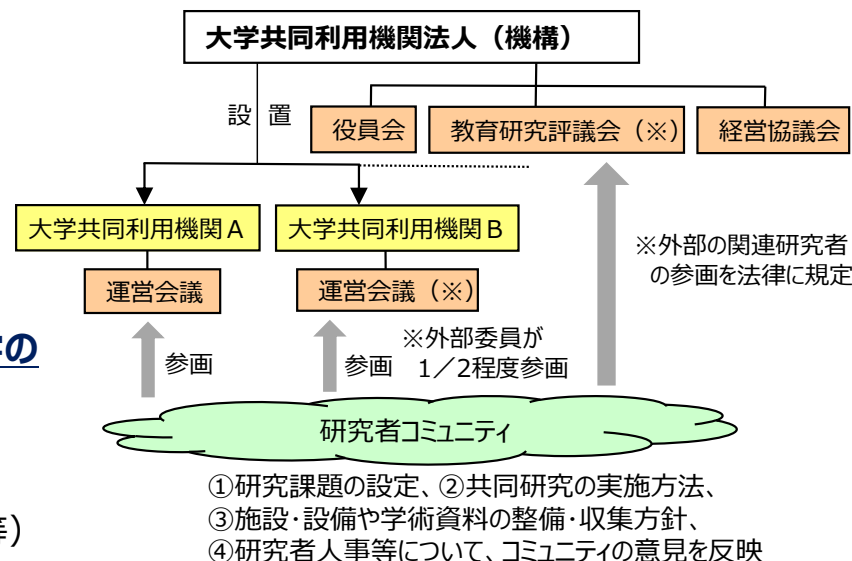 大学共同利用機関法人（機構）
設 置
役員会
教育研究評議会（※）
経営協議会
大学共同利用機関A
大学共同利用機関B
※外部の関連研究者
の参画を法律に規定
運営会議
運営会議（※）
参画
参画
※外部委員が
1／2程度参画
の
研究者コミュニティ
①研究課題の設定、②共同研究の実施方法、
③施設・設備や学術資料の整備・収集方針、
等）
④研究者人事等について、コミュニティの意見を反映